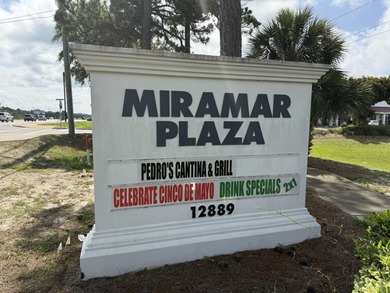 MIRAMAR
PLAZA
PEDRO'S CANTINA & GRILL
CELEBRATE CINCO DE MAYO DRINK SPECIALS 2X1
12889